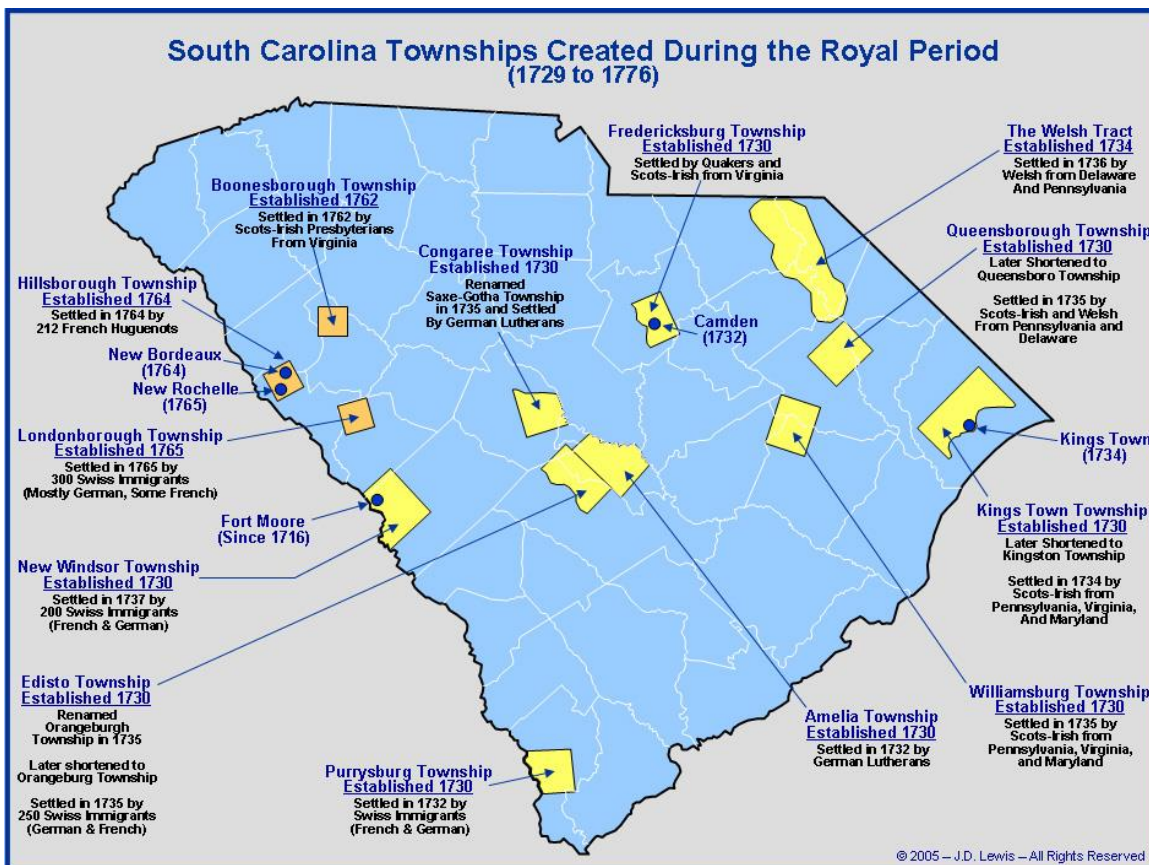 South Carolina Townships Created During the Royal Period
(1729 to 1776)
Fredericksburg Township
Established 1730
Settled by Quakers and
Scots-Irish from Virginia
The Welsh Tract
Established 1734
Settled in 1736 by
Welsh from Delaware
And Pennsylvania
Boonesborough Township
Established 1762
Settled in 1762 by
Scots-Irish Presbyterians
From Virginia
Queensborough Township
Established 1730
Later Shortened to
Queensboro Township
Settled in 1735 by
Scots-Irish and Welsh
From Pennsylvania and
Delaware
Congaree Township
Established 1730
Renamed
Saxe-Gotha Township
in 1735 and Settled
By German Lutherans
Hillsborough Township
Established 1764
Settled in 1764 by
212 French Huguenots
New Bordeaux
(1764)
New Rochelle
(1765)
Camden
(1732)
Londonborough Township
Established 1765
Settled in 1765 by
300 Swiss Immigrants
(Mostly German, Some French)
Kings Town
(1734)
Fort Moore
(Since 1716)
Kings Town Township
Established 1730
Later Shortened to
Kingston Township
Settled in 1734 by
Scots-Irish from
Pennsylvania, Virginia,
And Maryland
New Windsor Township
Established 1730
Settled in 1737 by
200 Swiss Immigrants
(French & German)
Edisto Township
Established 1730
Renamed
Orangeburgh
Township in 1735
Later shortened to
Orangeburg Township
Settled in 1735 by
250 Swiss Immigrants
(German & French)
Purrysburg Township
Established 1730
Settled in 1732 by
Swiss Immigrants
(French & German)
Amelia Township
Established 1730
Settled in 1732 by
German Lutherans
Williamsburg Township
Established 1730
Settled in 1735 by
Scots-Irish from
Pennsylvania, Virginia,
and Maryland
© 2005 – J.D. Lewis – All Rights Reserved